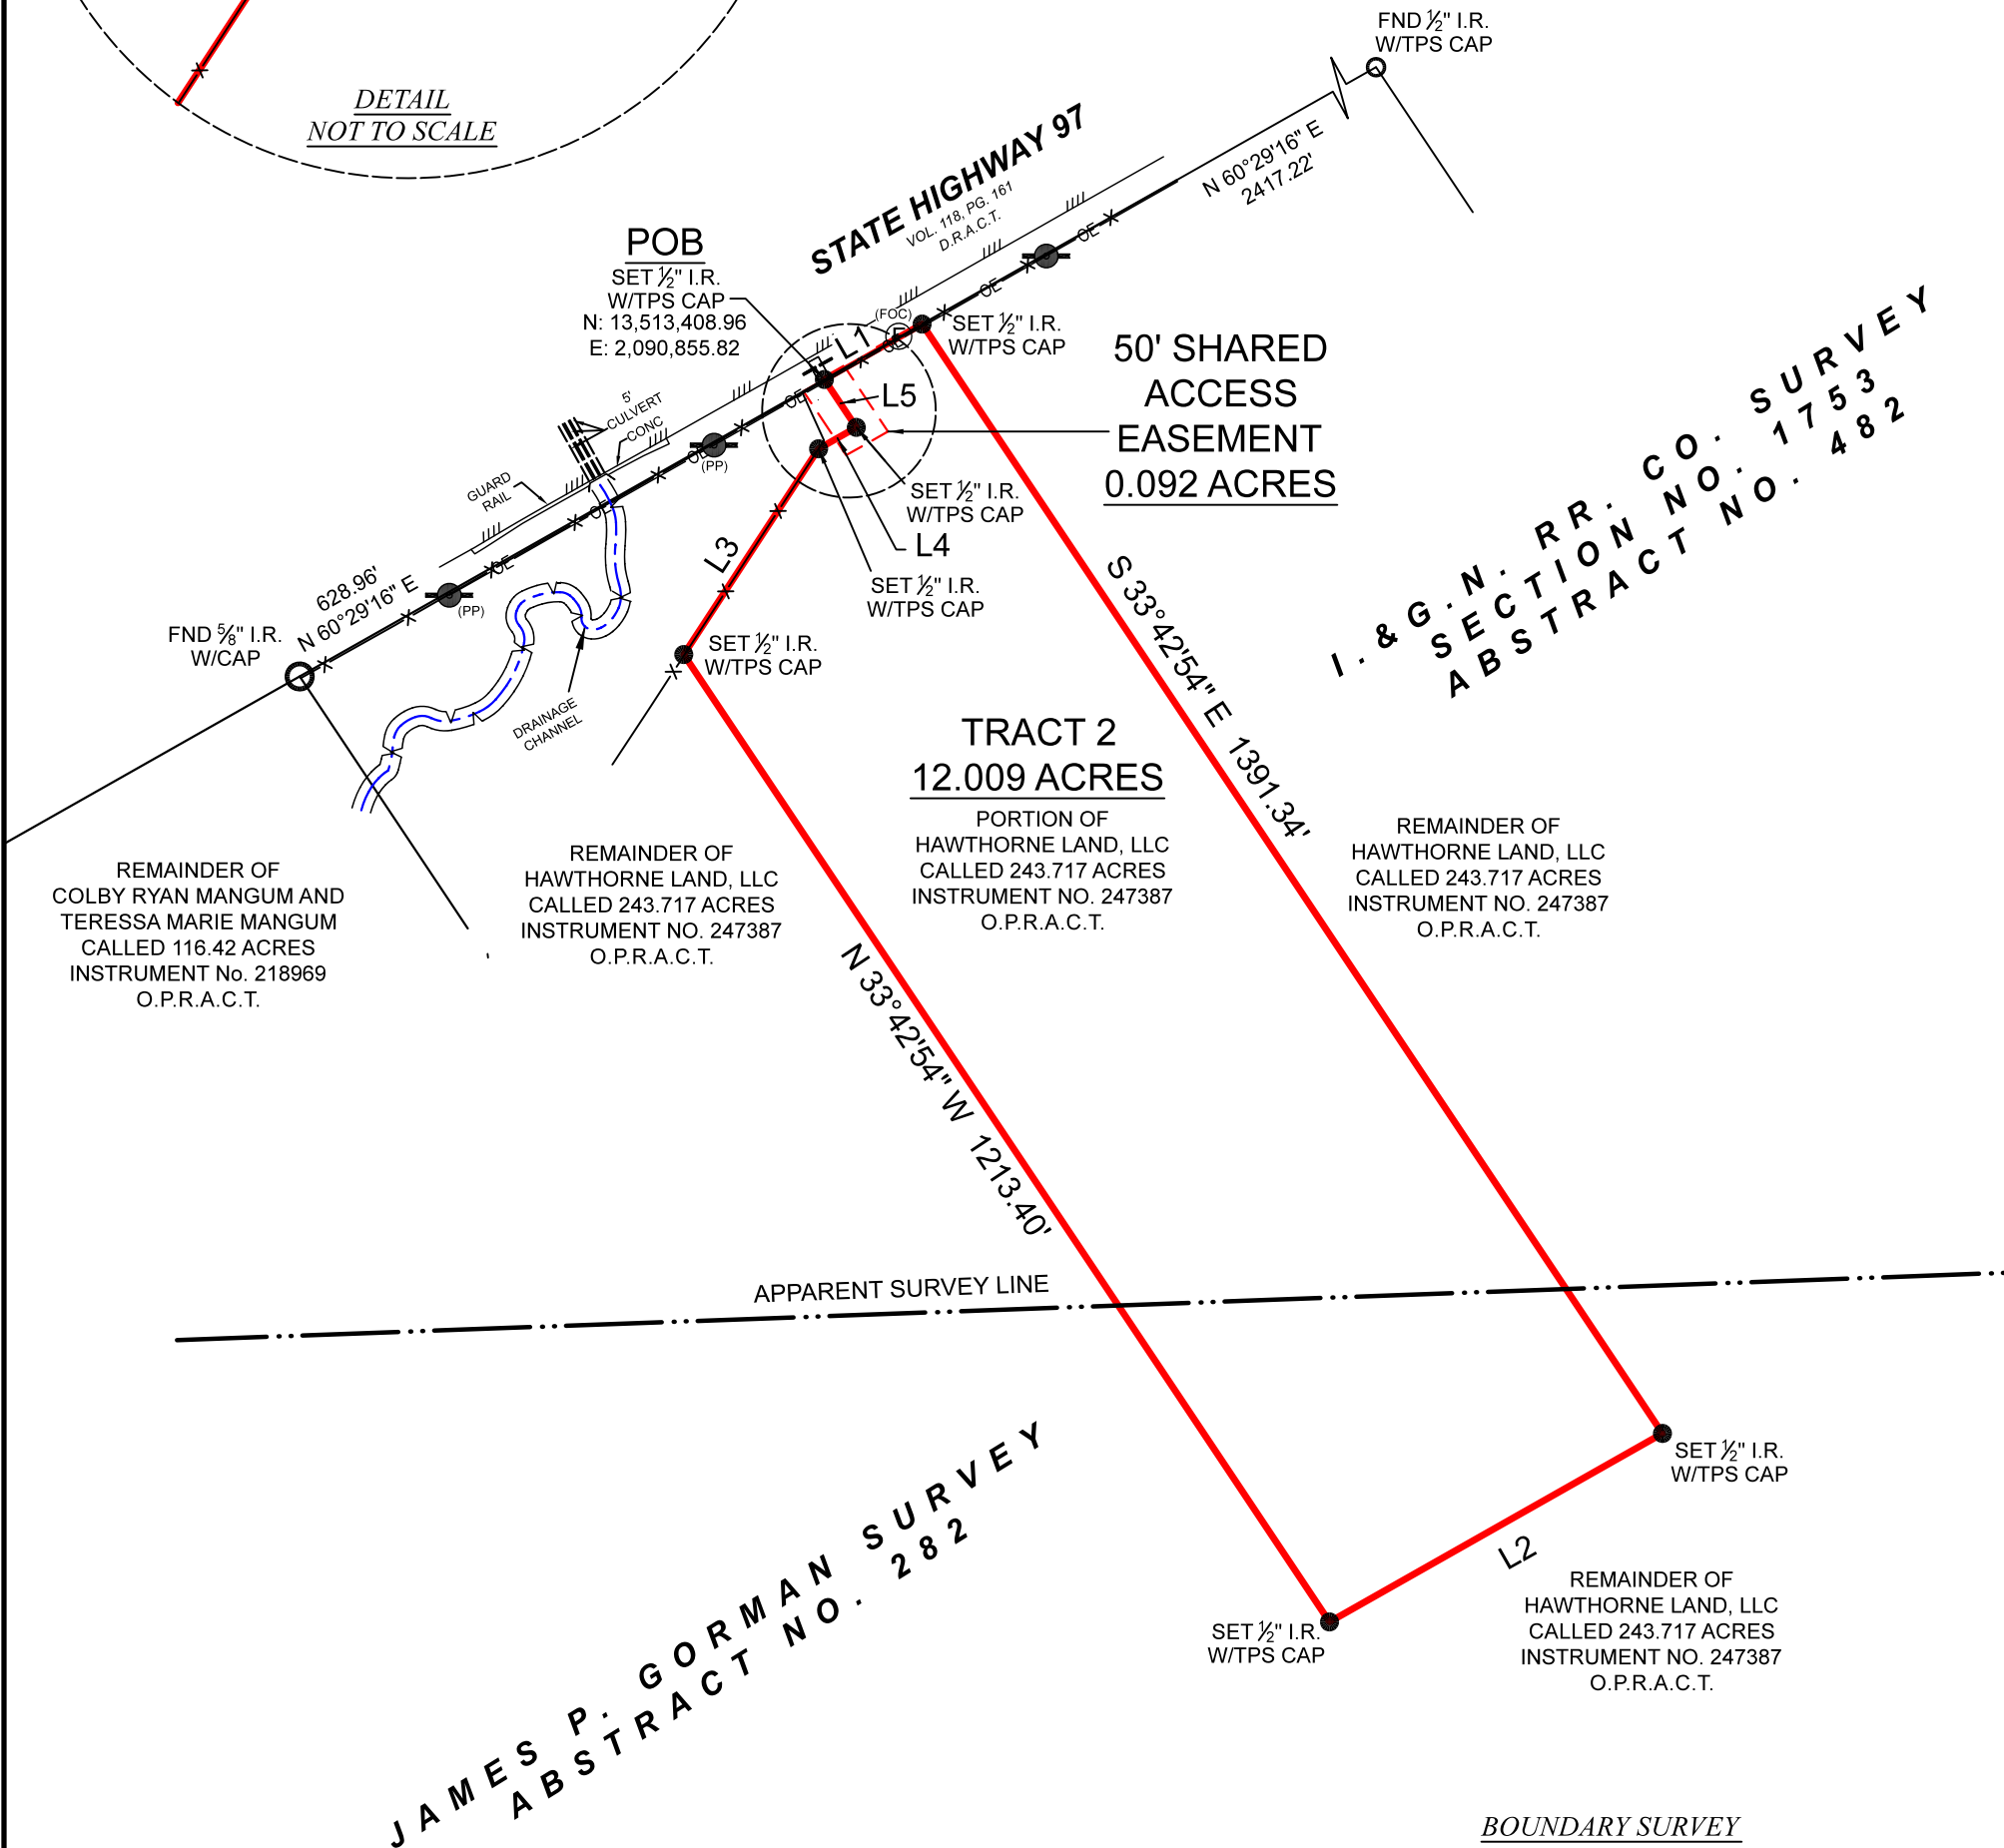 DETAIL
NOT TO SCALE
FND ½" I.R.
W/TPS CAP
STATE HIGHWAY 97
VOL. 118, PG. 161
D.R.A.C.T.
N 60°29'16" E
2417.22'
POB
SET ½" I.R.
W/TPS CAP
N: 13,513,408.96
E: 2,090,855.82
(FOC)
F
L1
SET ½" I.R.
W/TPS CAP
50' SHARED
ACCESS
EASEMENT
0.092 ACRES
L5
OE
OE
OE
OE
OE
OE
OE
5'
CULVERT
CONC
GUARD
RAIL
(PP)
(PP)
SET ½" I.R.
W/TPS CAP
L4
L3
SET ½" I.R.
W/TPS CAP
628.96'
N 60°29'16" E
FND ⅝" I.R.
W/CAP
SET ½" I.R.
W/TPS CAP
DRAINAGE
CHANNEL
I. & G.N. RR. CO. SURVEY
SECTION NO. 1753
ABSTRACT NO. 482
S 33°42'54" E 1391.34'
TRACT 2
12.009 ACRES
PORTION OF
HAWTHORNE LAND, LLC
CALLED 243.717 ACRES
INSTRUMENT NO. 247387
O.P.R.A.C.T.
REMAINDER OF
HAWTHORNE LAND, LLC
CALLED 243.717 ACRES
INSTRUMENT NO. 247387
O.P.R.A.C.T.
REMAINDER OF
HAWTHORNE LAND, LLC
CALLED 243.717 ACRES
INSTRUMENT NO. 247387
O.P.R.A.C.T.
REMAINDER OF
COLBY RYAN MANGUM AND
TERESSA MARIE MANGUM
CALLED 116.42 ACRES
INSTRUMENT No. 218969
O.P.R.A.C.T.
N 33°42'54" W 1213.40'
APPARENT SURVEY LINE
JAMES P. GORMAN SURVEY
ABSTRACT NO. 282
SET ½" I.R.
W/TPS CAP
L2
SET ½" I.R.
W/TPS CAP
REMAINDER OF
HAWTHORNE LAND, LLC
CALLED 243.717 ACRES
INSTRUMENT NO. 247387
O.P.R.A.C.T.
BOUNDARY SURVEY